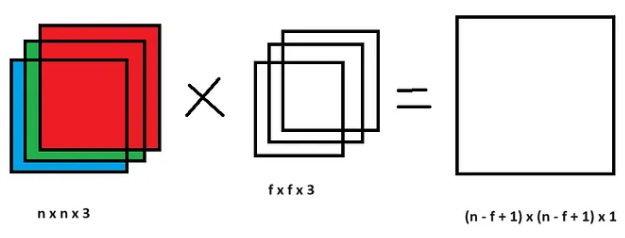 n x n x 3
f x f x 3
(n - f + 1) x (n - f + 1) x 1